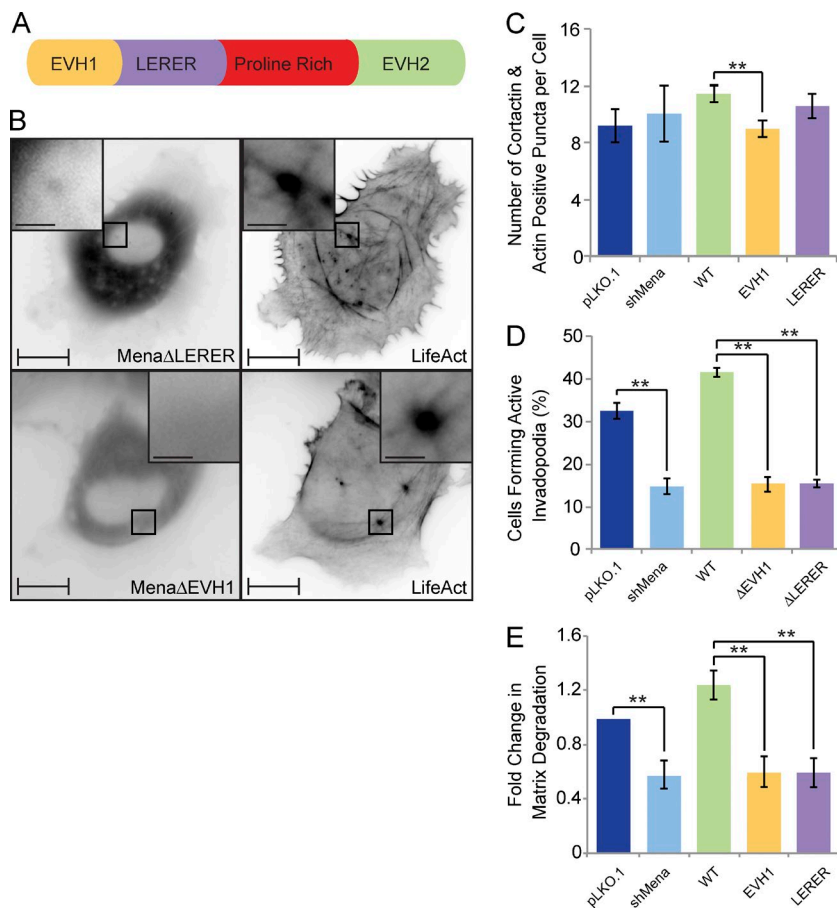 A
EVH1 LERER Proline Rich EVH2
B
MenaΔLERER LifeAct
MenaΔEVH1 LifeAct
C
Number of Cortactin &
Actin Positive Puncta per Cell
16
12
8
4
0
**
pLKO.1 shMena WT EVH1 LERER
D
Cells Forming Active
Invadopodia (%)
50
40
30
20
10
0
** ** **
pLKO.1 shMena WT ΔEVH1 ΔLERER
E
Fold Change in
Matrix Degradation
1.6
1.2
0.8
0.4
0
** ** **
pLKO.1 shMena WT EVH1 LERER